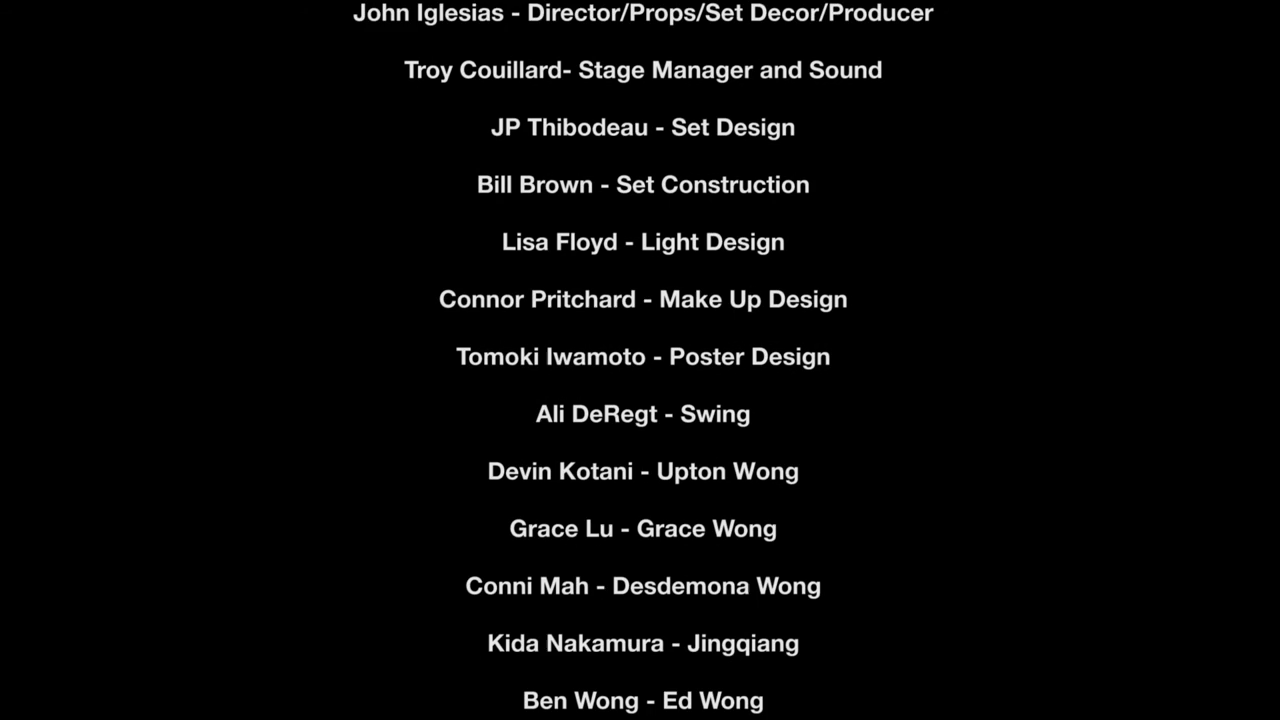 John Iglesias - Director/Props/Set Decor/Producer
Troy Couillard- Stage Manager and Sound
JP Thibodeau - Set Design
Bill Brown - Set Construction
Lisa Floyd - Light Design
Connor Pritchard - Make Up Design
Tomoki Iwamoto - Poster Design
Ali DeRegt - Swing
Devin Kotani - Upton Wong
Grace Lu - Grace Wong
Conni Mah - Desdemona Wong
Kida Nakamura - Jingqiang
Ben Wong - Ed Wong